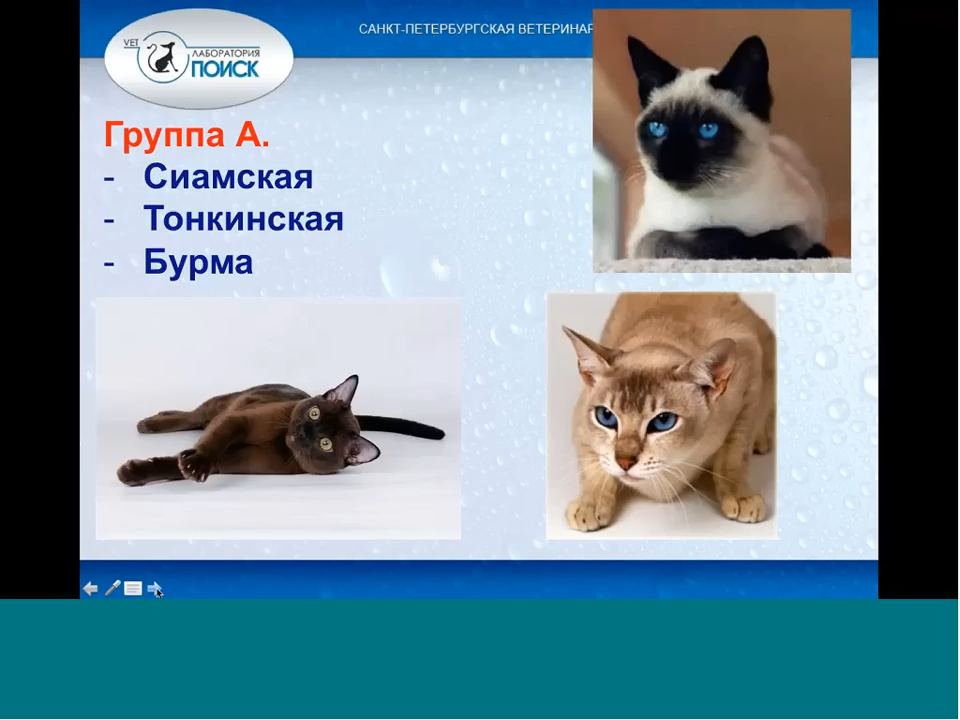 САНКТ-ПЕТЕРБУРГСКАЯ ВЕТЕРИНАР
VET
ЛАБОРАТОРИЯ
ПОИСК
Группа А.
- Сиамская
- Тонкинская
- Бурма